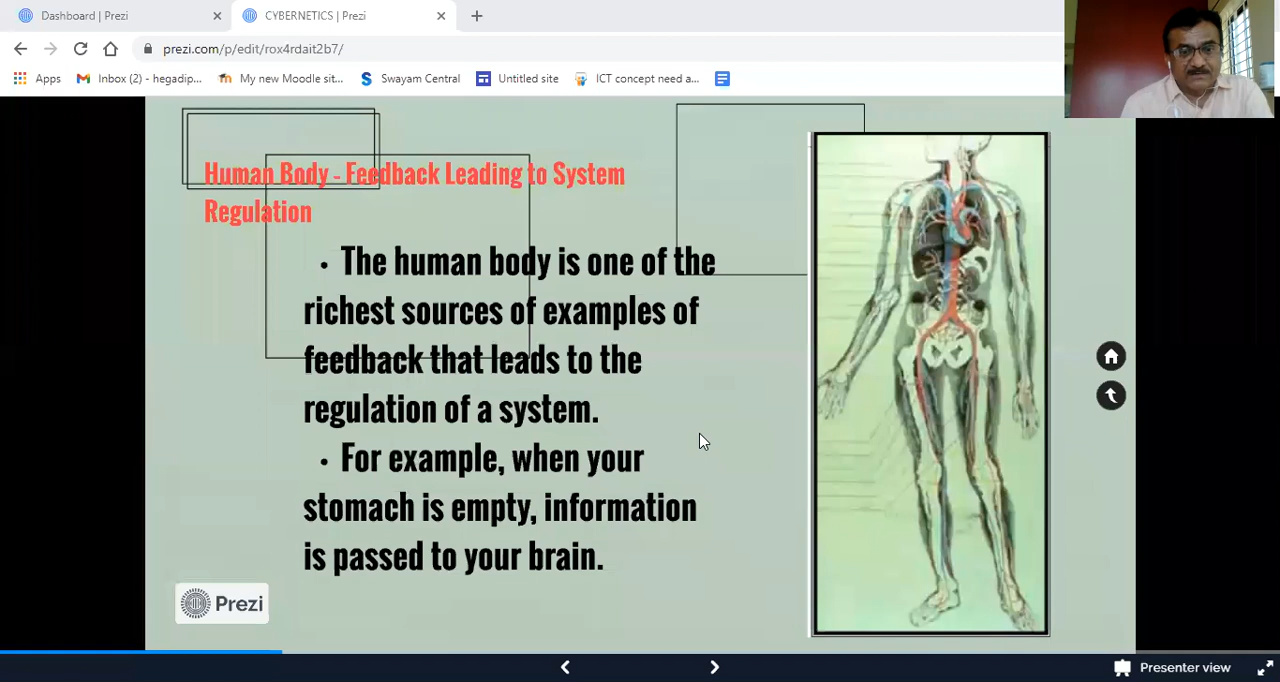 Dashboard | Prezi
CYBERNETICS | Prezi
prezi.com/p/edit/rox4rdait2b7/
Apps
Inbox (2) - hegadip...
My new Moodle sit...
Swayam Central
Untitled site
ICT concept need a...
Human Body - Feedback Leading to System
Regulation
• The human body is one of the
richest sources of examples of
feedback that leads to the
regulation of a system.
• For example, when your
stomach is empty, information
is passed to your brain.
Prezi
Presenter view